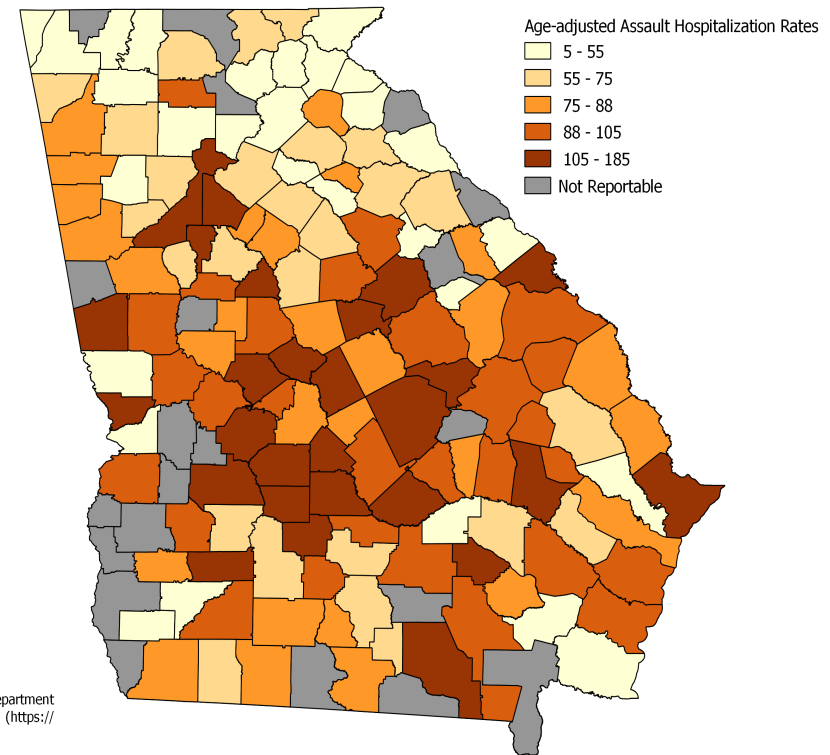 Age-adjusted Assault Hospitalization Rates
5 - 55
55 - 75
75 - 88
88 - 105
105 - 185
Not Reportable
epartment
(https://